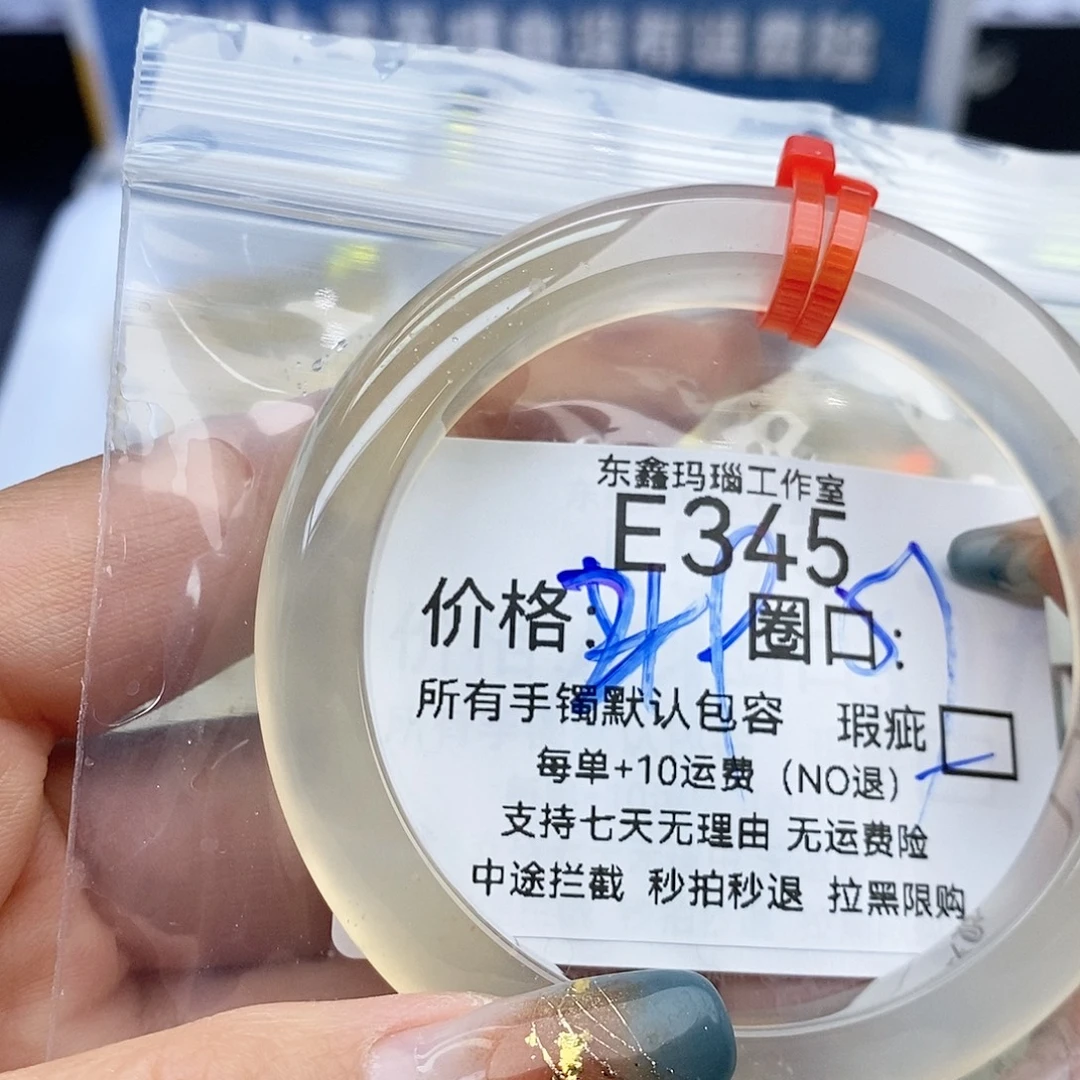 东鑫玛瑙工作室
E345
价格： 圈口：
所有手镯默认包容 瑕疵
每单+10运费（NO退）
支持七天无理由 无运费险
中途拦截 秒拍秒退 拉黑限购